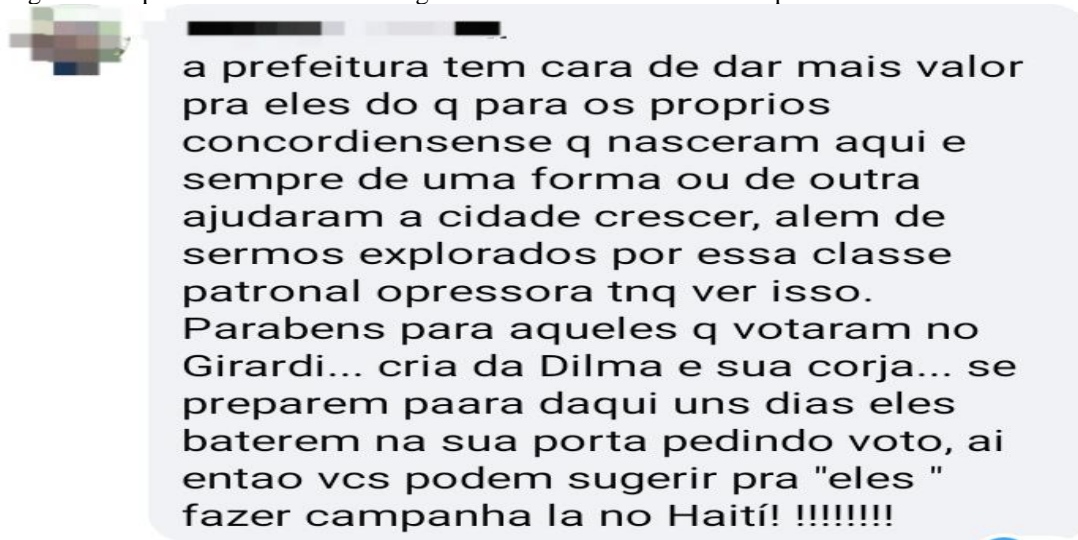 a prefeitura tem cara de dar mais valor
pra eles do q para os proprios
concordiensense q nasceram aqui e
sempre de uma forma ou de outra
ajudaram a cidade crescer, alem de
sermos explorados por essa classe
patronal opressora tnq ver isso.
Parabens para aqueles q votaram no
Girardi... cria da Dilma e sua corja... se
preparem paara daqui uns dias eles
baterem na sua porta pedindo voto, ai
entao vcs podem sugerir pra "eles "
fazer campanha la no Haití! !!!!!!!!